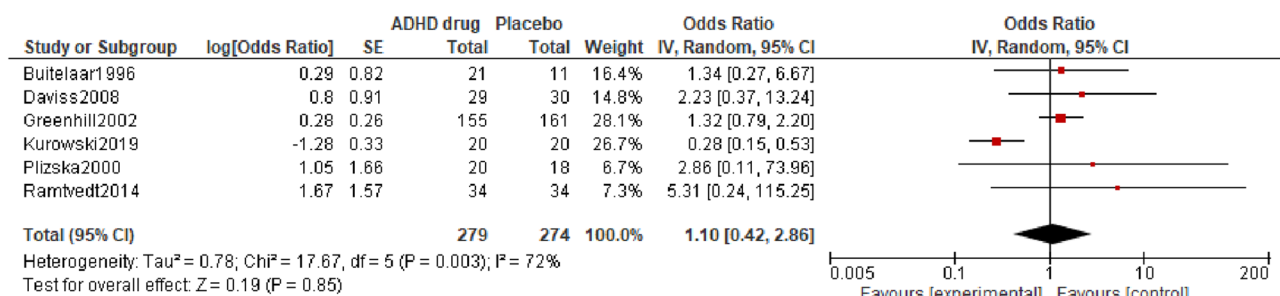 ADHD drug Placebo Odds Ratio Odds Ratio
Study or Subgroup log[Odds Ratio] SE Total Total Weight IV, Random, 95% CI IV, Random, 95% CI
Buitelaar1996 0.29 0.82 21 11 16.4% 1.34 [0.27, 6.67]
Daviss2008 0.8 0.91 29 30 14.8% 2.23 [0.37, 13.24]
Greenhill2002 0.28 0.26 155 161 28.1% 1.32 [0.79, 2.20]
Kurowski2019 -1.28 0.33 20 20 26.7% 0.28 [0.15, 0.53]
Plizska2000 1.05 1.66 20 18 6.7% 2.86 [0.11, 73.96]
Ramtvedt2014 1.67 1.57 34 34 7.3% 5.31 [0.24, 115.25]
Total (95% CI) 279 274 100.0% 1.10 [0.42, 2.86]
Heterogeneity: Tau² = 0.78; Chi² = 17.67, df = 5 (P = 0.003); I² = 72%
Test for overall effect: Z = 0.19 (P = 0.85)
0.005 0.1 1 10 200
Favours [experimental] Favours [control]